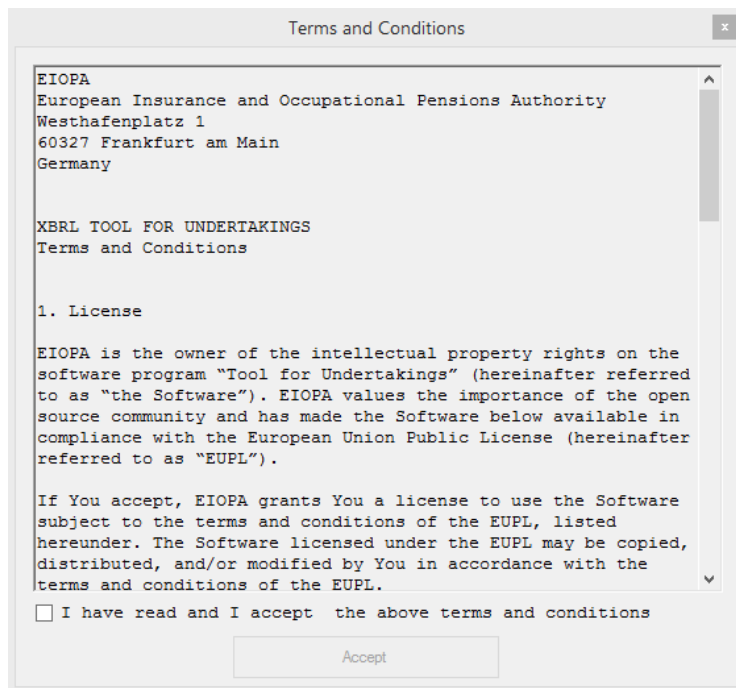 Terms and Conditions
x
EIOPA
European Insurance and Occupational Pensions Authority
Westhafenplatz 1
60327 Frankfurt am Main
Germany
XBRL TOOL FOR UNDERTAKINGS
Terms and Conditions
1. License
EIOPA is the owner of the intellectual property rights on the
software program “Tool for Undertakings” (hereinafter referred
to as “the Software”). EIOPA values the importance of the open
source community and has made the Software below available in
compliance with the European Union Public License (hereinafter
referred to as “EUPL”).
If You accept, EIOPA grants You a license to use the Software
subject to the terms and conditions of the EUPL, listed
hereunder. The Software licensed under the EUPL may be copied,
distributed, and/or modified by You in accordance with the
terms and conditions of the EUPL.
I have read and I accept  the above terms and conditions
Accept